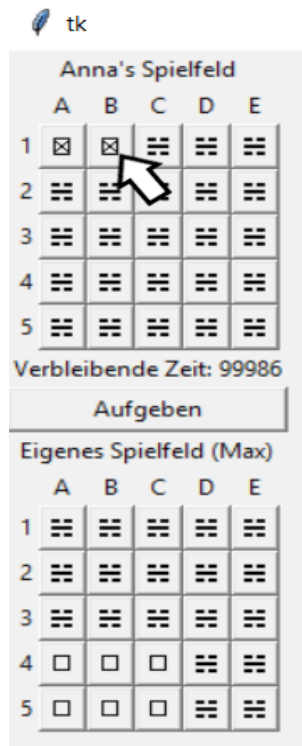 tk
Anna's Spielfeld
A B C D E
1 ☒ ☒ ☵ ☵ ☵
2 ☵ ☵ ☵ ☵ ☵
3 ☵ ☵ ☵ ☵ ☵
4 ☵ ☵ ☵ ☵ ☵
5 ☵ ☵ ☵ ☵ ☵
Verbleibende Zeit: 99986
Aufgeben
Eigenes Spielfeld (Max)
A B C D E
1 ☵ ☵ ☵ ☵ ☵
2 ☵ ☵ ☵ ☵ ☵
3 ☵ ☵ ☵ ☵ ☵
4 ☐ ☐ ☐ ☵ ☵
5 ☐ ☐ ☐ ☵ ☵